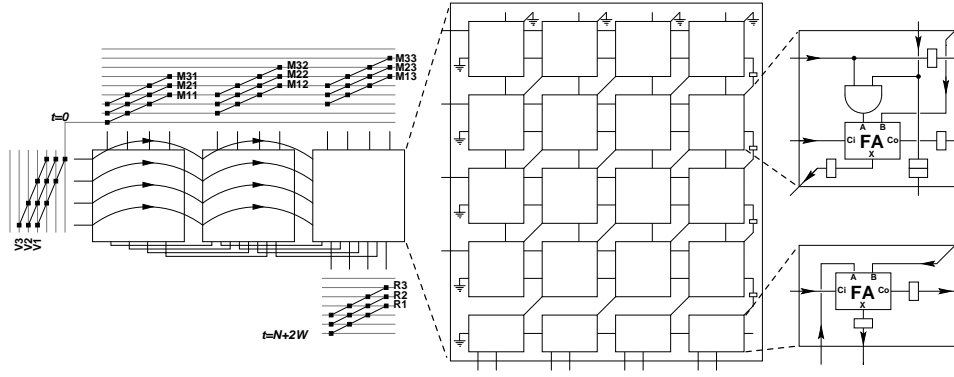 M33
M32
M23
M31
M22
M13
M21
M12
M11
t=0
V3
V2
V1
R3
R2
R1
t=N+2W
A
B
Ci
FA
Co
X
A
B
Ci
FA
Co
X